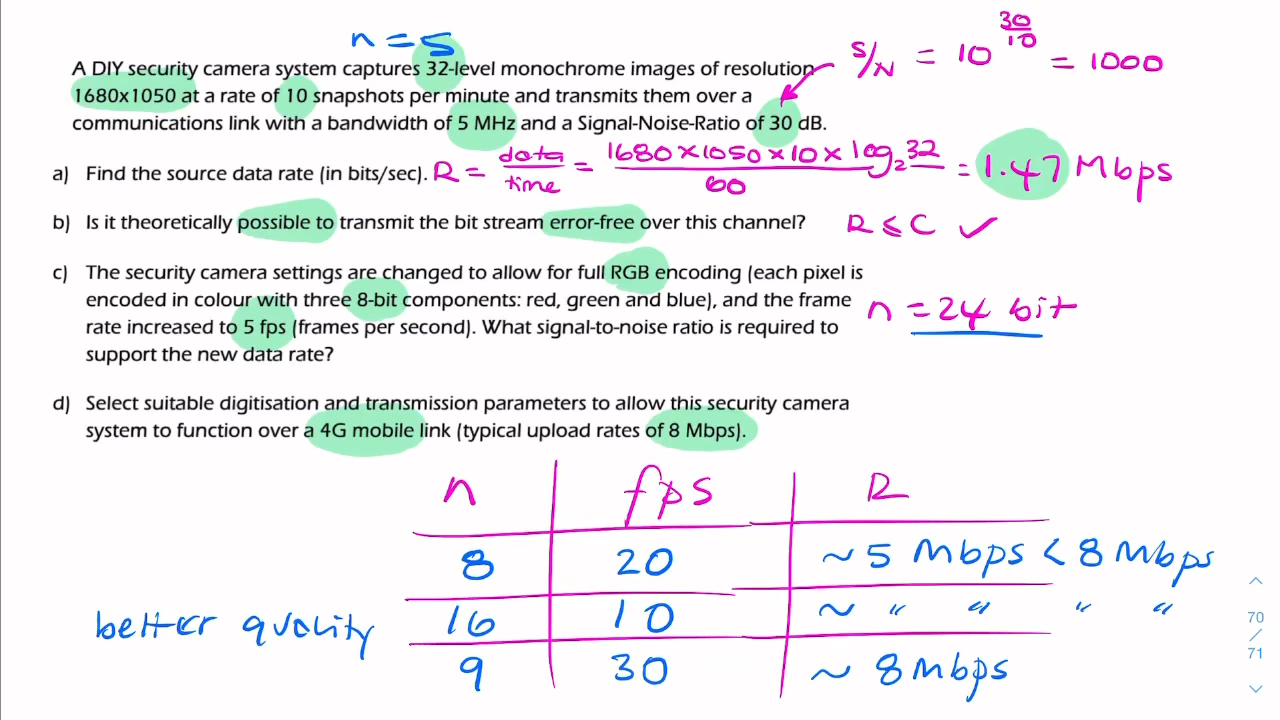 n = 5
A DIY security camera system captures 32-level monochrome images of resolution
1680x1050 at a rate of 10 snapshots per minute and transmits them over a
communications link with a bandwidth of 5 MHz and a Signal-Noise-Ratio of 30 dB.
S/N = 10^(30/10) = 1000
a) Find the source data rate (in bits/sec). R = data/time = 1680×1050×10×log₂32/60 = 1.47 Mbps
b) Is it theoretically possible to transmit the bit stream error-free over this channel? R ⩽ C ✓
c) The security camera settings are changed to allow for full RGB encoding (each pixel is
encoded in colour with three 8-bit components: red, green and blue), and the frame
rate increased to 5 fps (frames per second). What signal-to-noise ratio is required to
support the new data rate?
n = 24 bit
d) Select suitable digitisation and transmission parameters to allow this security camera
system to function over a 4G mobile link (typical upload rates of 8 Mbps).
n fps R
8 20 ~ 5 Mbps < 8 Mbps
better quality 16 10 ~ " " " "
9 30 ~ 8 Mbps
70
/
71